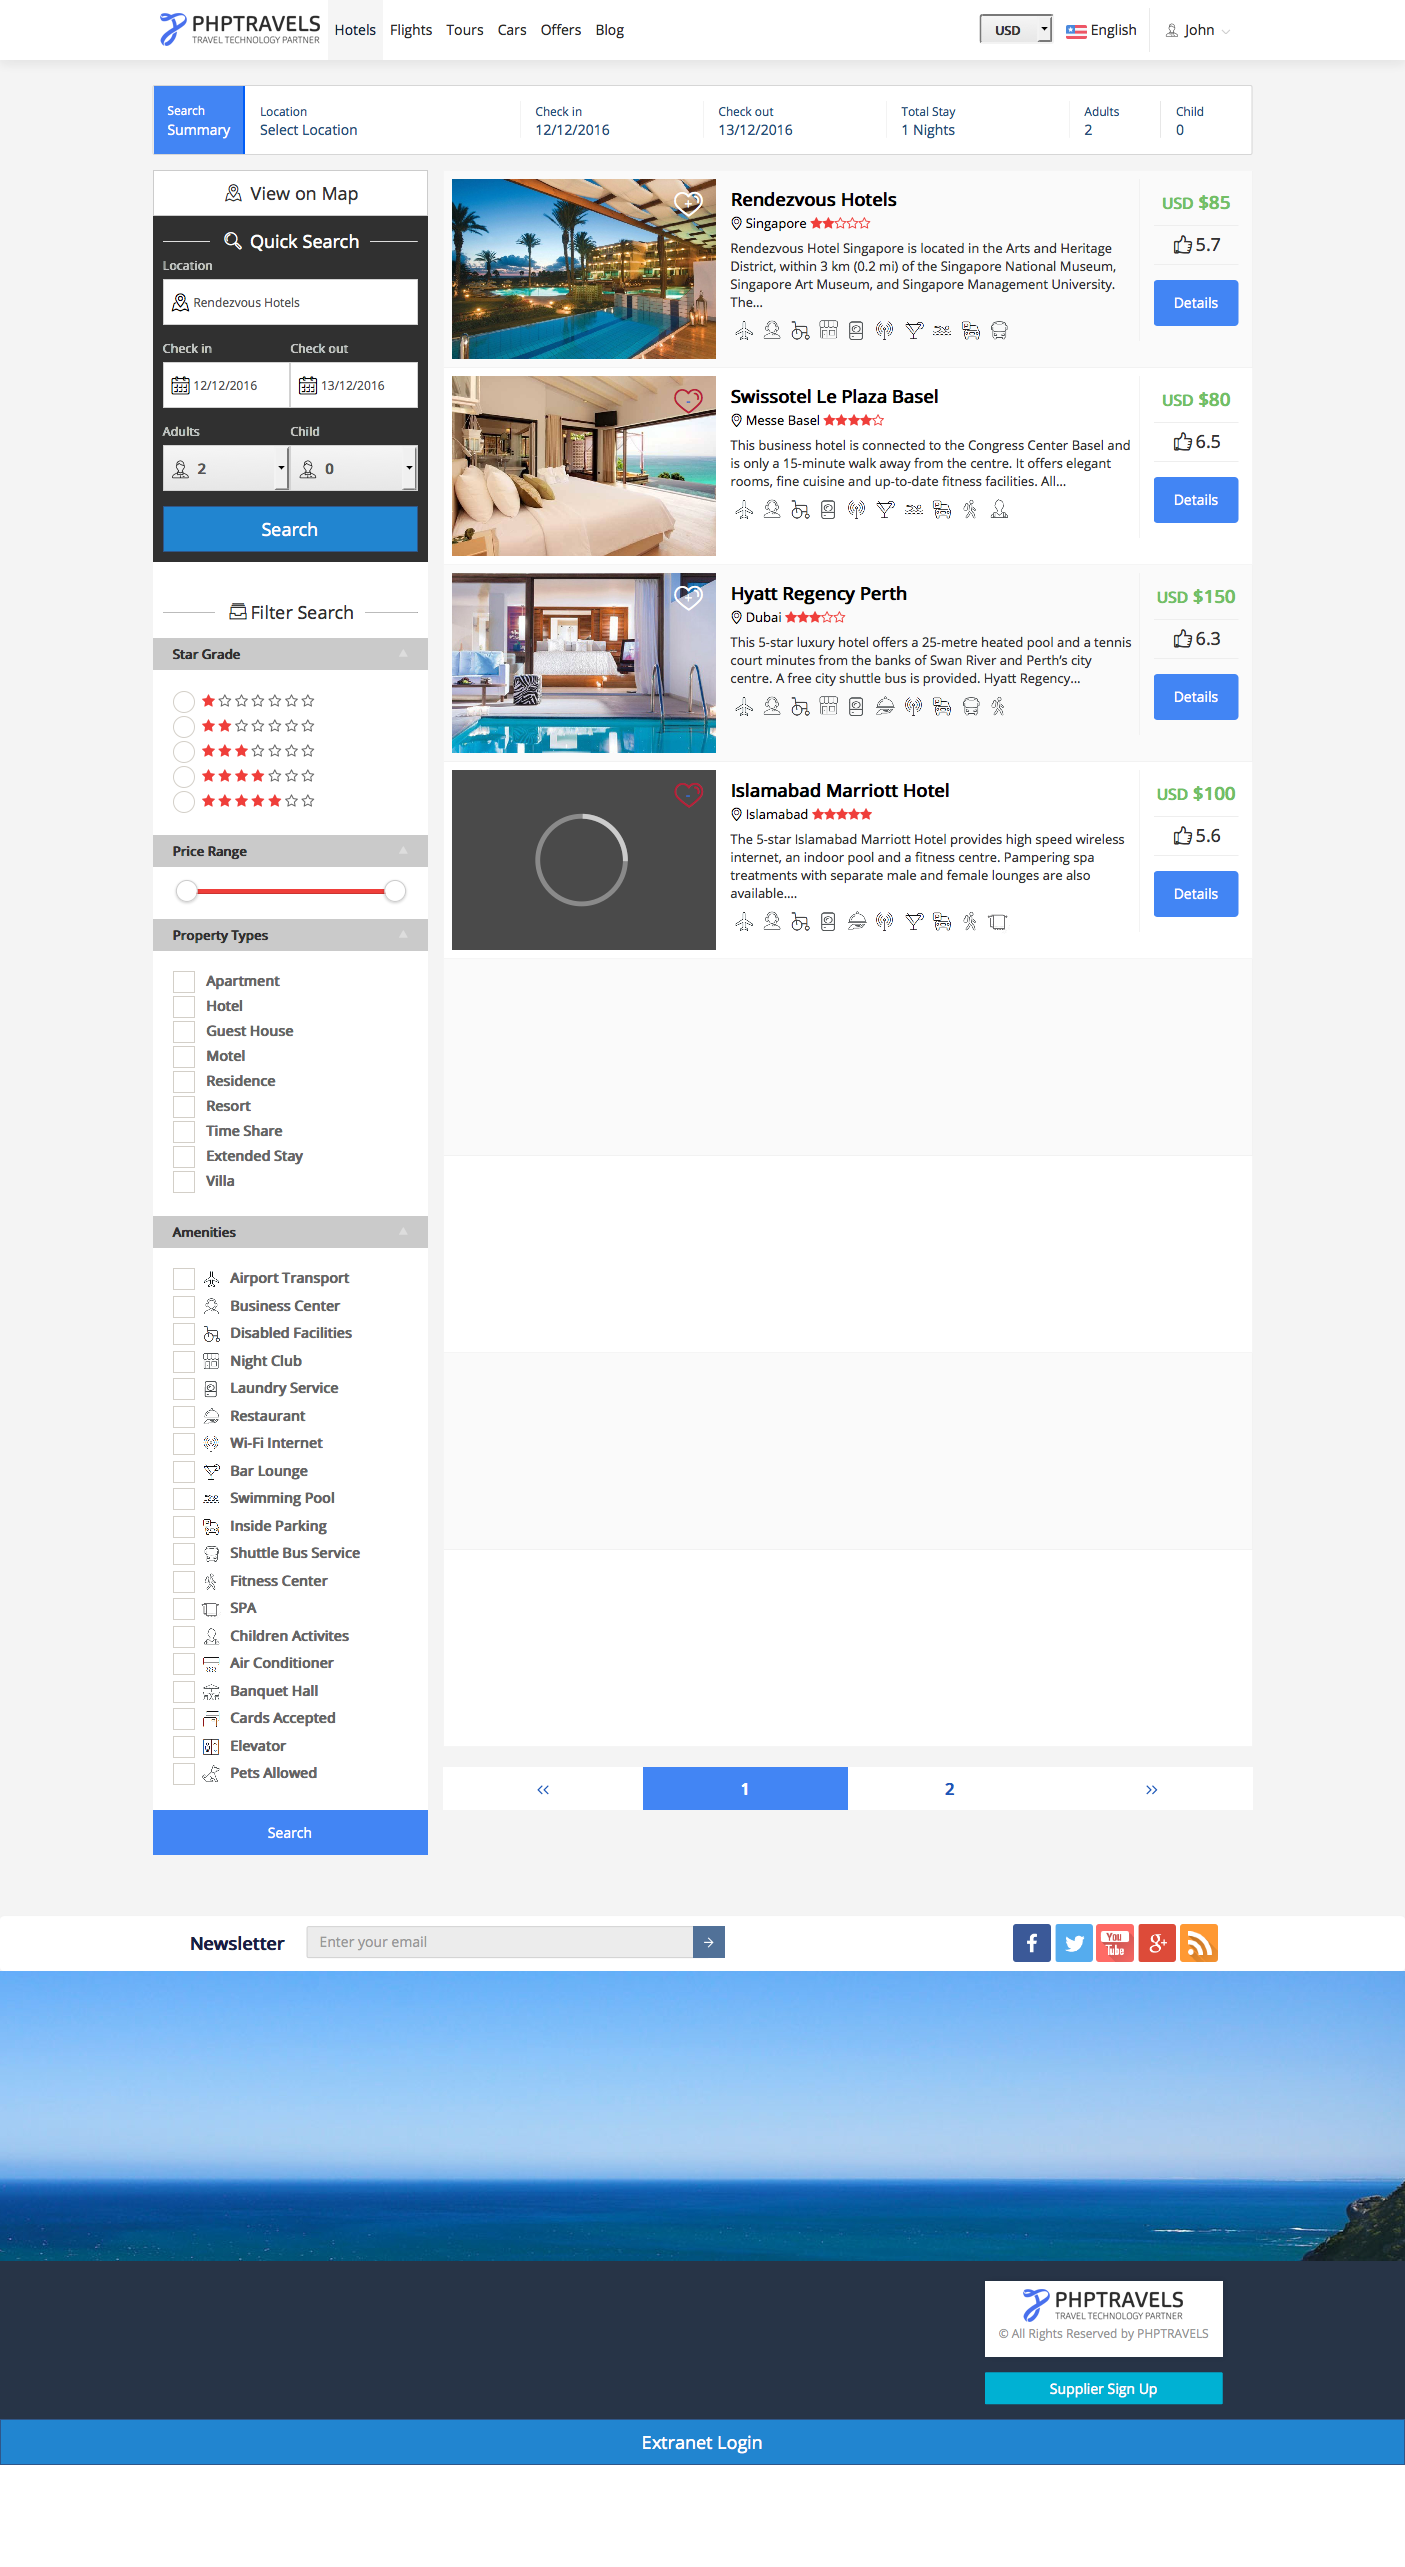 PHPTRAVELS
TRAVEL TECHNOLOGY PARTNER
Hotels Flights Tours Cars Offers Blog
USD English John
Search
Summary
Location
Select Location
Check in
12/12/2016
Check out
13/12/2016
Total Stay
1 Nights
Adults
2
Child
0
View on Map
Quick Search
Location
Rendezvous Hotels
Check in Check out
12/12/2016 13/12/2016
Adults Child
2 0
Search
Filter Search
Star Grade
Price Range
Property Types
Apartment
Hotel
Guest House
Motel
Residence
Resort
Time Share
Extended Stay
Villa
Amenities
Airport Transport
Business Center
Disabled Facilities
Night Club
Laundry Service
Restaurant
Wi-Fi Internet
Bar Lounge
Swimming Pool
Inside Parking
Shuttle Bus Service
Fitness Center
SPA
Children Activites
Air Conditioner
Banquet Hall
Cards Accepted
Elevator
Pets Allowed
Search
Rendezvous Hotels
Singapore
Rendezvous Hotel Singapore is located in the Arts and Heritage
District, within 3 km (0.2 mi) of the Singapore National Museum,
Singapore Art Museum, and Singapore Management University.
The...
USD $85
5.7
Details
Swissotel Le Plaza Basel
Messe Basel
This business hotel is connected to the Congress Center Basel and
is only a 15-minute walk away from the centre. It offers elegant
rooms, fine cuisine and up-to-date fitness facilities. All...
USD $80
6.5
Details
Hyatt Regency Perth
Dubai
This 5-star luxury hotel offers a 25-metre heated pool and a tennis
court minutes from the banks of Swan River and Perth's city
centre. A free city shuttle bus is provided. Hyatt Regency...
USD $150
6.3
Details
Islamabad Marriott Hotel
Islamabad
The 5-star Islamabad Marriott Hotel provides high speed wireless
internet, an indoor pool and a fitness centre. Pampering spa
treatments with separate male and female lounges are also
available....
USD $100
5.6
Details
« 1 2 »
Newsletter
Enter your email
You
Tube
g+
PHPTRAVELS
TRAVEL TECHNOLOGY PARTNER
© All Rights Reserved by PHPTRAVELS
Supplier Sign Up
Extranet Login